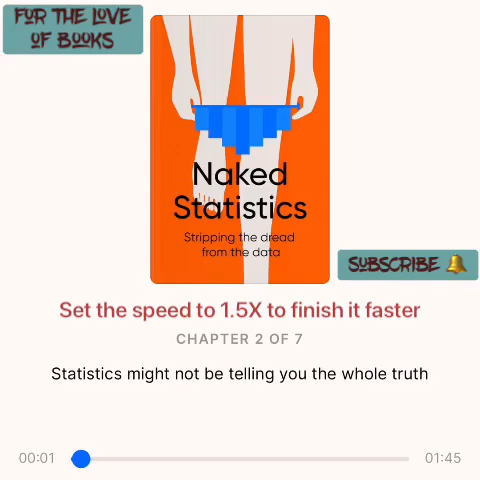 FOR THE LOVE
OF BOOKS
Naked
Statistics
Stripping the dread
from the data
SUBSCRIBE 🔔
Set the speed to 1.5X to finish it faster
CHAPTER 2 OF 7
Statistics might not be telling you the whole truth
00:01
01:45